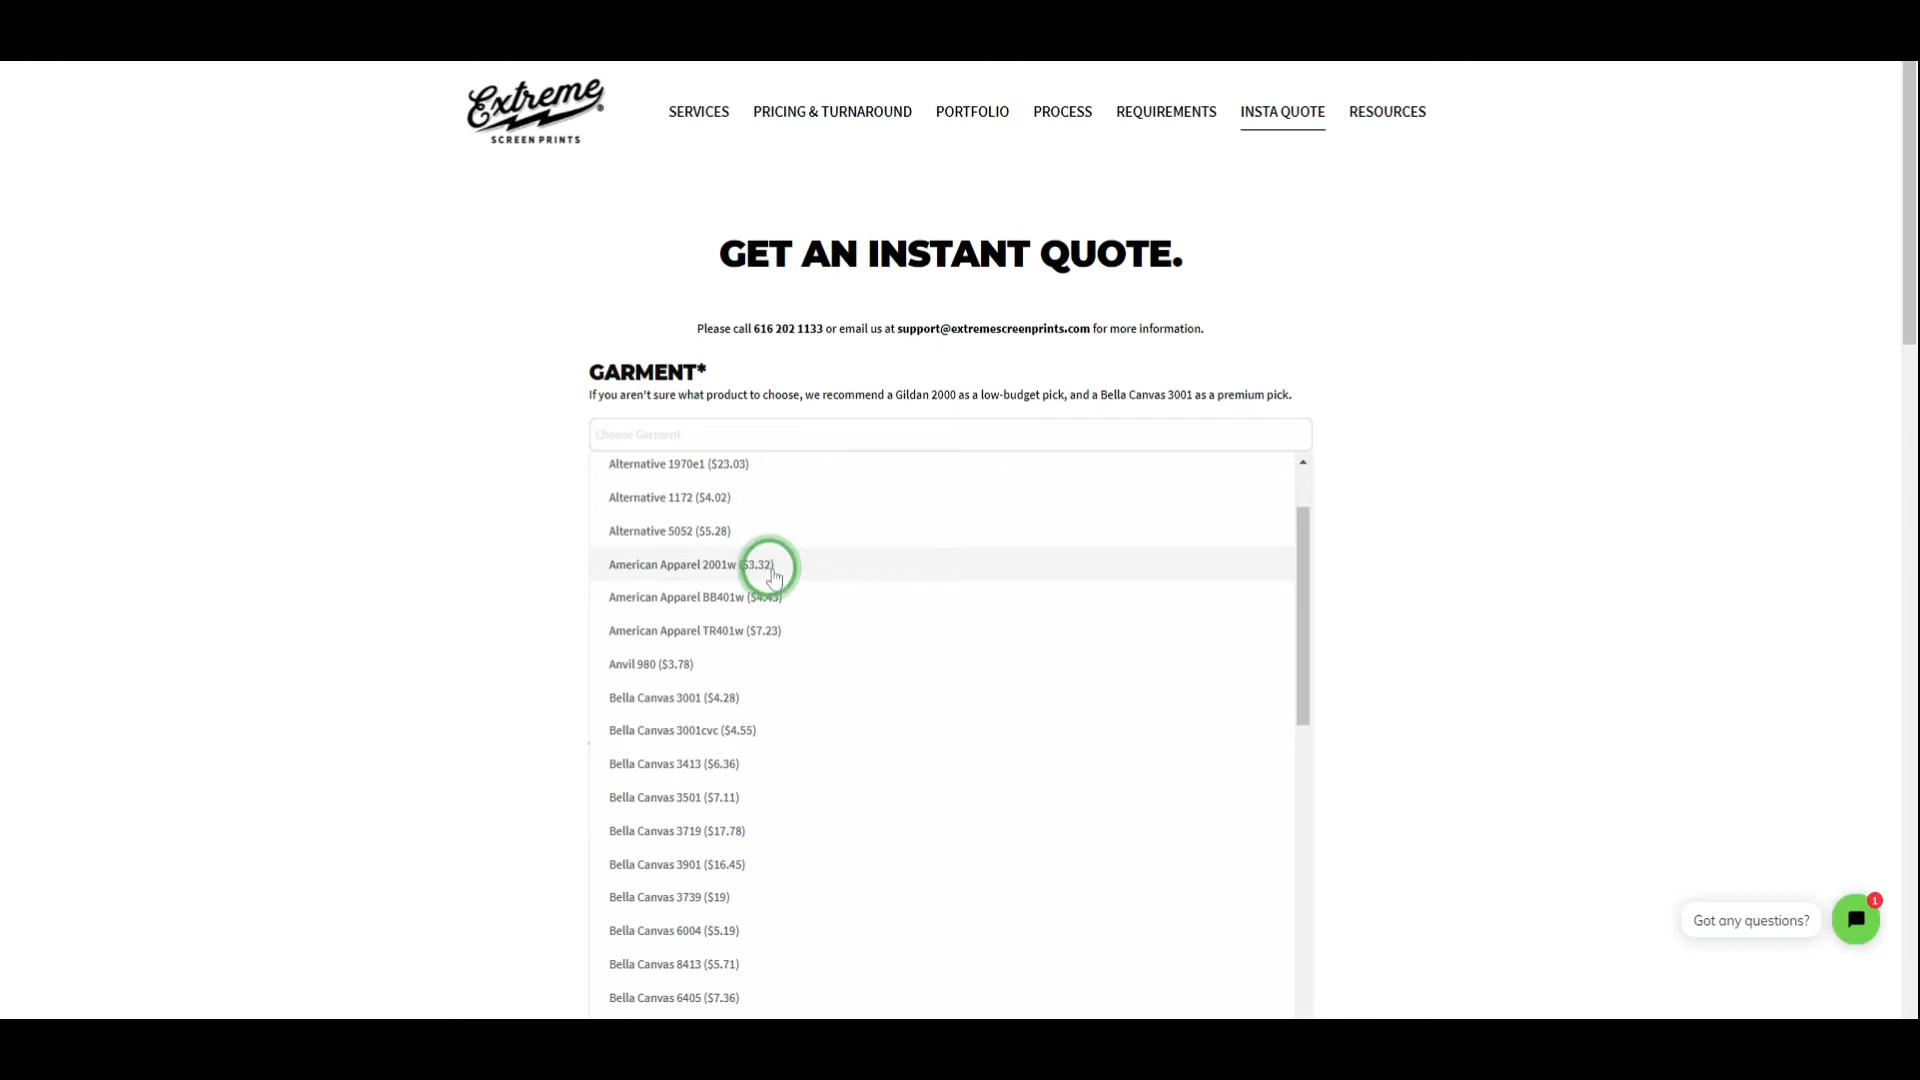 Extreme
SCREEN PRINTS
SERVICES PRICING & TURNAROUND PORTFOLIO PROCESS REQUIREMENTS INSTA QUOTE RESOURCES
GET AN INSTANT QUOTE.
Please call 616 202 1133 or email us at support@extremescreenprints.com for more information.
GARMENT*
If you aren't sure what product to choose, we recommend a Gildan 2000 as a low-budget pick, and a Bella Canvas 3001 as a premium pick.
Choose Garment
Alternative 1970e1 ($23.03)
Alternative 1172 ($4.02)
Alternative 5052 ($5.28)
American Apparel 2001w ($3.32)
American Apparel BB401w ($4.43)
American Apparel TR401w ($7.23)
Anvil 980 ($3.78)
Bella Canvas 3001 ($4.28)
Bella Canvas 3001cvc ($4.55)
Bella Canvas 3413 ($6.36)
Bella Canvas 3501 ($7.11)
Bella Canvas 3719 ($17.78)
Bella Canvas 3901 ($16.45)
Bella Canvas 3739 ($19)
Bella Canvas 6004 ($5.19)
Bella Canvas 8413 ($5.71)
Bella Canvas 6405 ($7.36)
Got any questions?
1